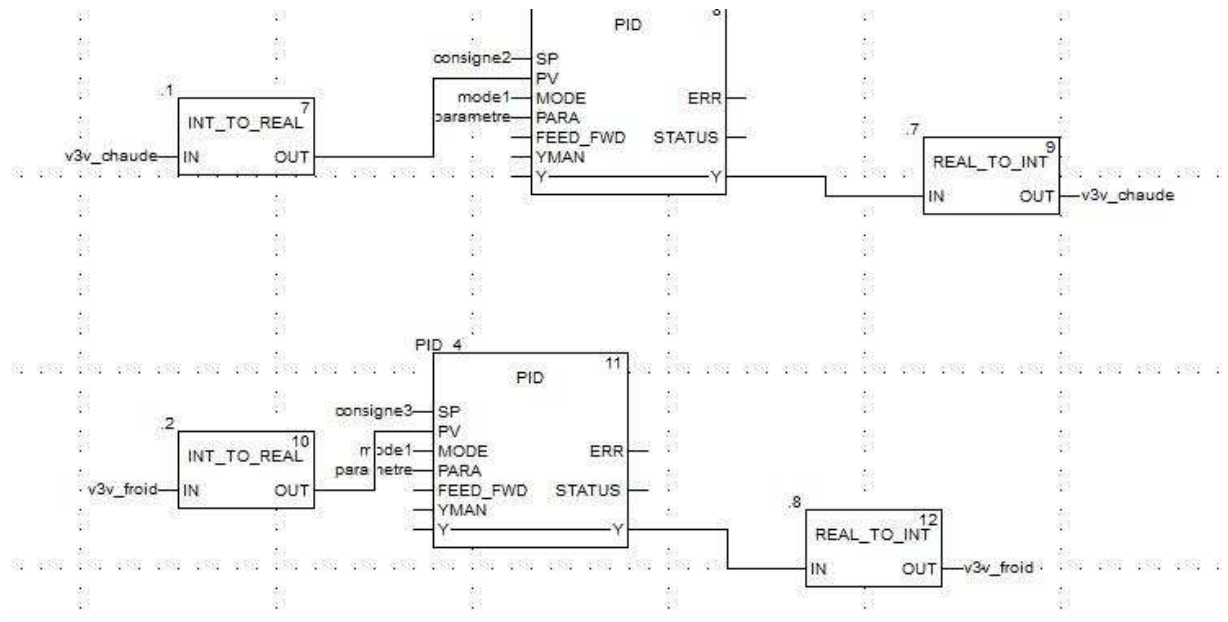 8
PID
consigne2 SP
PV
.1
mode1 MODE ERR
7
parametre PARA
INT_TO_REAL
FEED_FWD STATUS
.7
v3v_chaude IN OUT
YMAN
9
REAL_TO_INT
Y Y
IN OUT v3v_chaude
PID_4
11
PID
consigne3 SP
.2
PV
10
mode1 MODE ERR
INT_TO_REAL
parametre PARA
v3v_froid IN OUT
FEED_FWD STATUS
.8
YMAN
12
Y Y
REAL_TO_INT
IN OUT v3v_froid